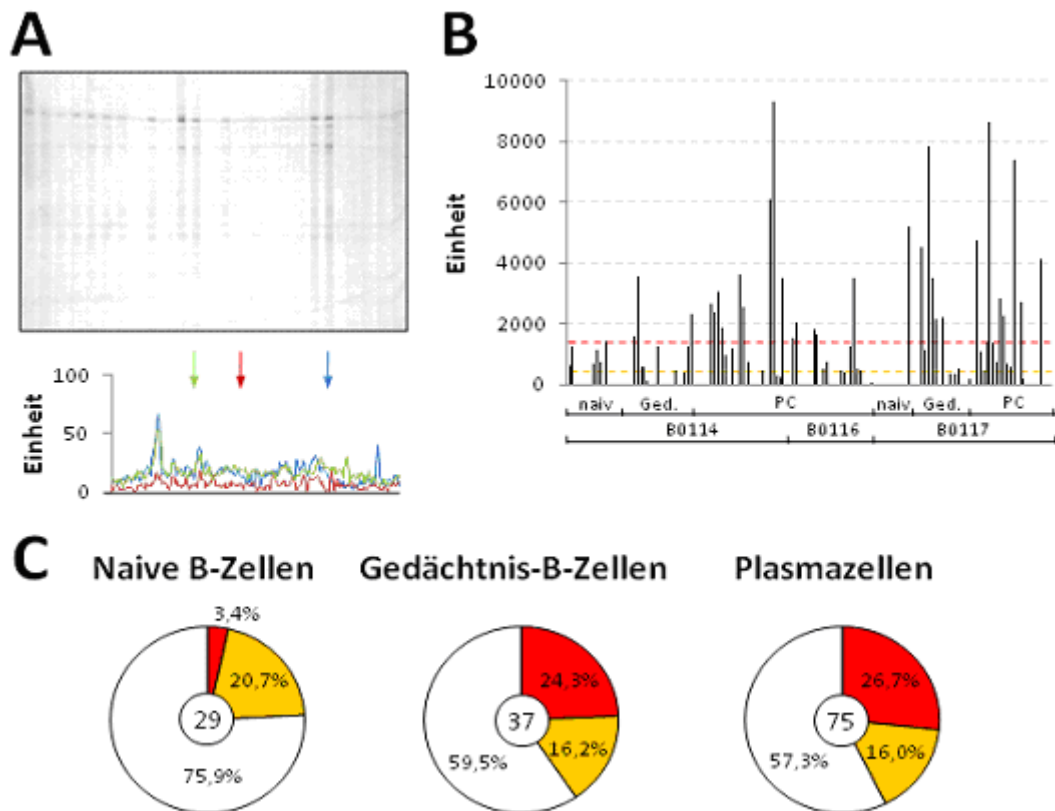 A
B
Einheit
10000
8000
6000
4000
2000
0
naiv Ged. PC naiv Ged. PC
B0114 B0116 B0117
Einheit
100
50
0
C
Naive B-Zellen Gedächtnis-B-Zellen Plasmazellen
3,4%
20,7%
29
75,9%
24,3%
37
16,2%
59,5%
26,7%
75
16,0%
57,3%